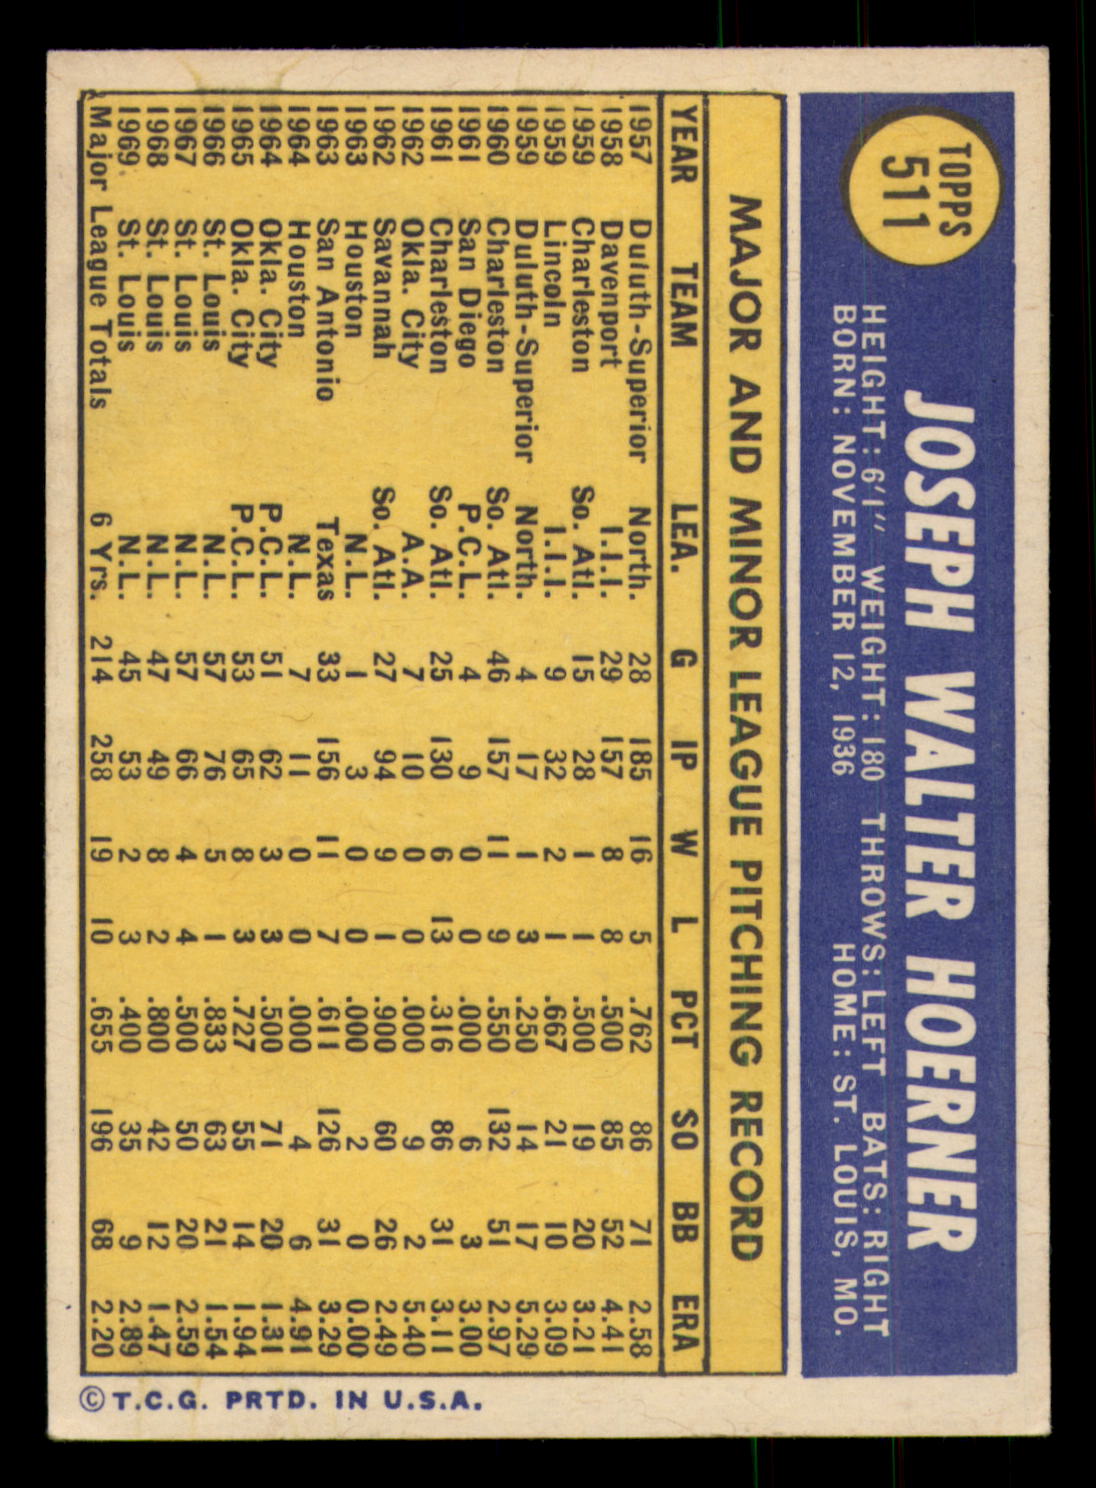 TOPPS
511
JOSEPH WALTER HOERNER
HEIGHT: 6'1" WEIGHT: 180 THROWS: LEFT BATS: RIGHT
BORN: NOVEMBER 12, 1936 HOME: ST. LOUIS, MO.
MAJOR AND MINOR LEAGUE PITCHING RECORD
YEAR TEAM LEA. G IP W L PCT SO BB ERA
1957 Duluth-Superior North. 28 185 16 5 .762 86 71 2.58
1958 Davenport I.I.I. 29 157 8 8 .500 85 52 4.41
1959 Charleston So. Atl. 15 28 1 1 .500 19 20 3.21
1959 Lincoln I.I.I. 9 32 2 1 .667 21 10 3.09
1959 Duluth-Superior North. 4 17 1 3 .250 14 17 5.29
1960 Charleston So. Atl. 46 157 11 9 .550 132 51 2.97
1961 San Diego P.C.L. 4 9 0 0 .000 6 3 3.00
1961 Charleston So. Atl. 25 130 6 13 .316 86 31 3.11
1962 Okla. City A.A. 7 10 0 0 .000 9 2 5.40
1962 Savannah So. Atl. 27 94 9 1 .900 60 26 2.49
1963 Houston N.L. 1 3 0 0 .000 2 0 0.00
1963 San Antonio Texas 33 156 11 7 .611 126 31 3.29
1964 Houston N.L. 7 11 0 0 .000 4 6 4.91
1964 Okla. City P.C.L. 51 62 3 3 .500 71 20 1.31
1965 Okla. City P.C.L. 53 65 8 3 .727 55 14 1.94
1966 St. Louis N.L. 57 76 5 1 .833 63 21 1.54
1967 St. Louis N.L. 57 66 4 4 .500 50 20 2.59
1968 St. Louis N.L. 47 49 8 2 .800 42 12 1.47
1969 St. Louis N.L. 45 53 2 3 .400 35 9 2.89
Major League Totals 6 Yrs. 214 258 19 10 .655 196 68 2.20
© T.C.G. PRTD. IN U.S.A.